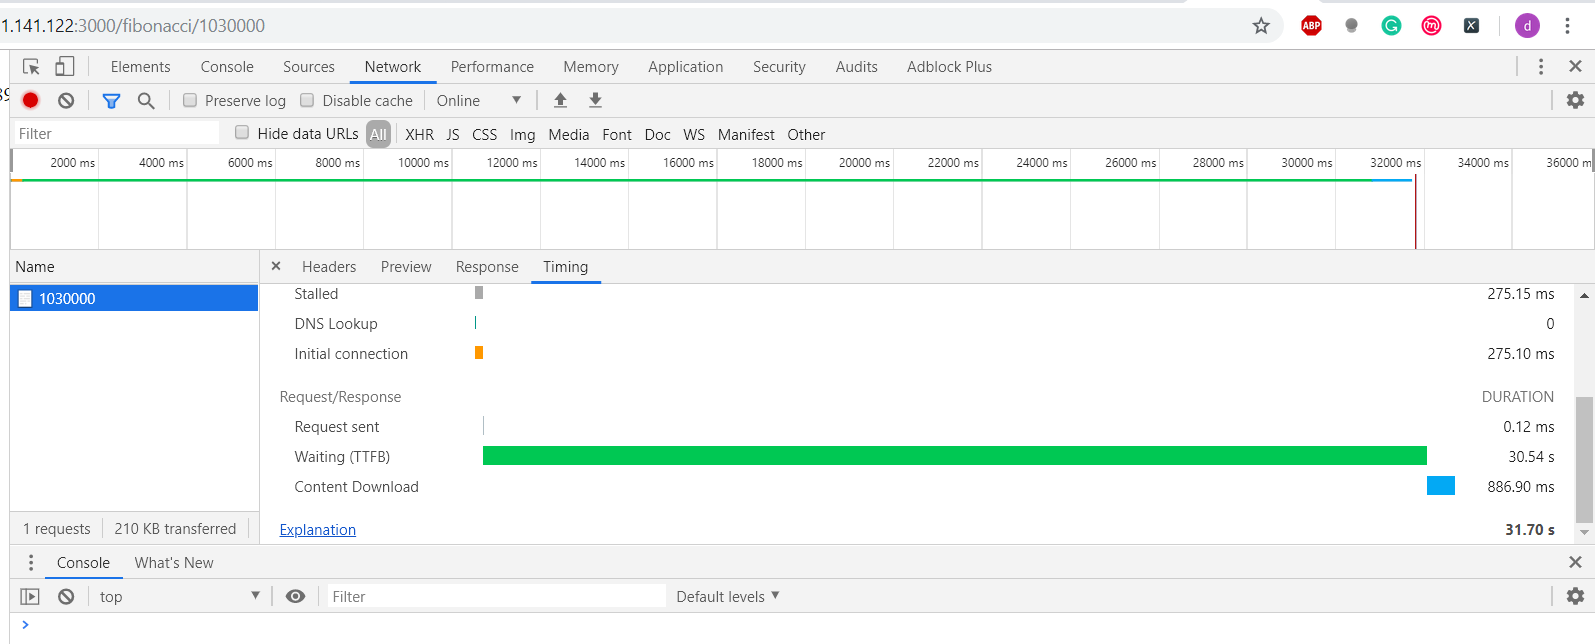 1.141.122:3000/fibonacci/1030000
ABP
d
Elements Console Sources Network Performance Memory Application Security Audits Adblock Plus
Preserve log Disable cache Online
Filter Hide data URLs All XHR JS CSS Img Media Font Doc WS Manifest Other
2000 ms 4000 ms 6000 ms 8000 ms 10000 ms 12000 ms 14000 ms 16000 ms 18000 ms 20000 ms 22000 ms 24000 ms 26000 ms 28000 ms 30000 ms 32000 ms 34000 ms 36000 m
Name Headers Preview Response Timing
1030000
Stalled 275.15 ms
DNS Lookup 0
Initial connection 275.10 ms
Request/Response DURATION
Request sent 0.12 ms
Waiting (TTFB) 30.54 s
Content Download 886.90 ms
1 requests 210 KB transferred
Explanation 31.70 s
Console What's New
top Filter Default levels